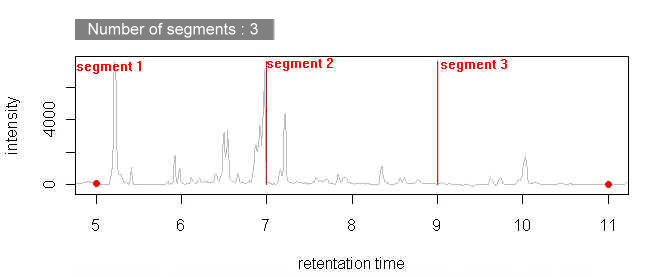 Number of segments : 3
segment 1
segment 2
segment 3
intensity
4000
0
5 6 7 8 9 10 11
retentation time